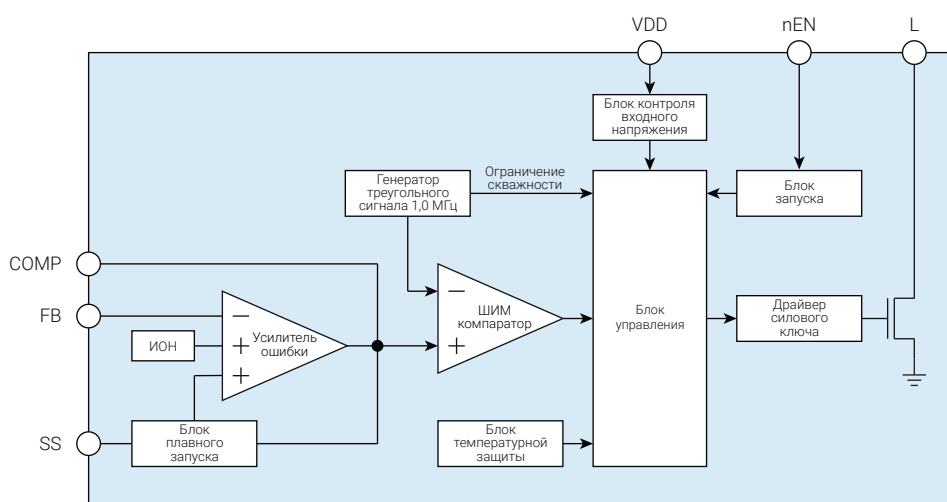 VDD
nEN
L
Блок контроля
входного
напряжения
Генератор
треугольного
сигнала 1,0 МГц
Ограничение
скважности
Блок
запуска
COMP
FB
SS
ИОН
−
+
+
Усилитель
ошибки
−
+
ШИМ
компаратор
Блок
управления
Драйвер
силового
ключа
Блок
плавного
запуска
Блок
температурной
защиты